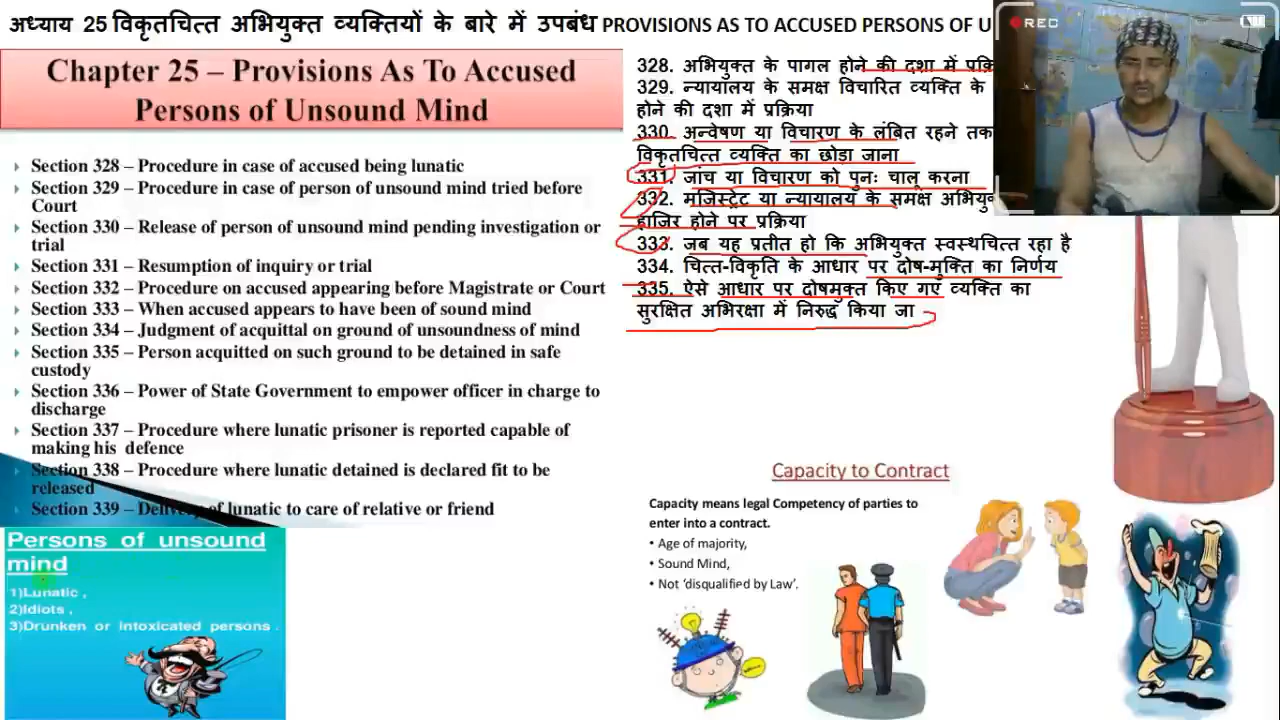 अध्याय 25 विकृतचित्त अभियुक्त व्यक्तियों के बारे में उपबंध PROVISIONS AS TO ACCUSED PERSONS OF U
REC
Chapter 25 – Provisions As To Accused
Persons of Unsound Mind
Section 328 – Procedure in case of accused being lunatic
Section 329 – Procedure in case of person of unsound mind tried before
Court
Section 330 – Release of person of unsound mind pending investigation or
trial
Section 331 – Resumption of inquiry or trial
Section 332 – Procedure on accused appearing before Magistrate or Court
Section 333 – When accused appears to have been of sound mind
Section 334 – Judgment of acquittal on ground of unsoundness of mind
Section 335 – Person acquitted on such ground to be detained in safe
custody
Section 336 – Power of State Government to empower officer in charge to
discharge
Section 337 – Procedure where lunatic prisoner is reported capable of
making his defence
Section 338 – Procedure where lunatic detained is declared fit to be
released
Section 339 – Delivery of lunatic to care of relative or friend
328. अभियुक्त के पागल होने की दशा में प्रक्रि
329. न्यायालय के समक्ष विचारित व्यक्ति के
होने की दशा में प्रक्रिया
330. अन्वेषण या विचारण के लंबित रहने तक
विकृतचित्त व्यक्ति का छोडा जाना
331. जांच या विचारण को पुनः चालू करना
332. मजिस्ट्रेट या न्यायालय के समक्ष अभियुक्
हाजिर होने पर प्रक्रिया
333. जब यह प्रतीत हो कि अभियुक्त स्वस्थचित्त रहा है
334. चित्त-विकृति के आधार पर दोष-मुक्ति का निर्णय
335. ऐसे आधार पर दोषमुक्त किए गए व्यक्ति का
सुरक्षित अभिरक्षा में निरुद्ध किया जा
Persons of unsound
mind
1)Lunatic ,
2)Idiots ,
3)Drunken or intoxicated persons .
Capacity to Contract
Capacity means legal Competency of parties to
enter into a contract.
• Age of majority,
• Sound Mind,
• Not 'disqualified by Law'.